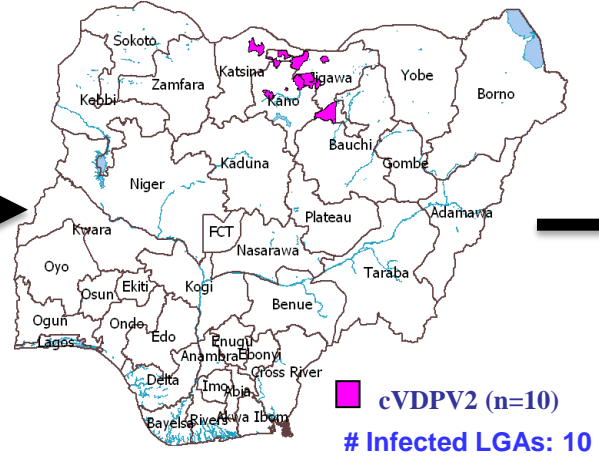 Sokoto
Katsina
Jigawa
Yobe
Borno
Zamfara
Kebbi
Kano
Bauchi
Gombe
Kaduna
Niger
Plateau
Adamawa
FCT
Kwara
Nasarawa
Taraba
Oyo
Kogi
Ekiti
Osun
Benue
Ogun
Ondo
Edo
Lagos
Enugu
Anambra
Ebonyi
Cross River
Delta
Imo
Abia
Bayelsa
Rivers
Akwa Ibom
cVDPV2 (n=10)
# Infected LGAs: 10